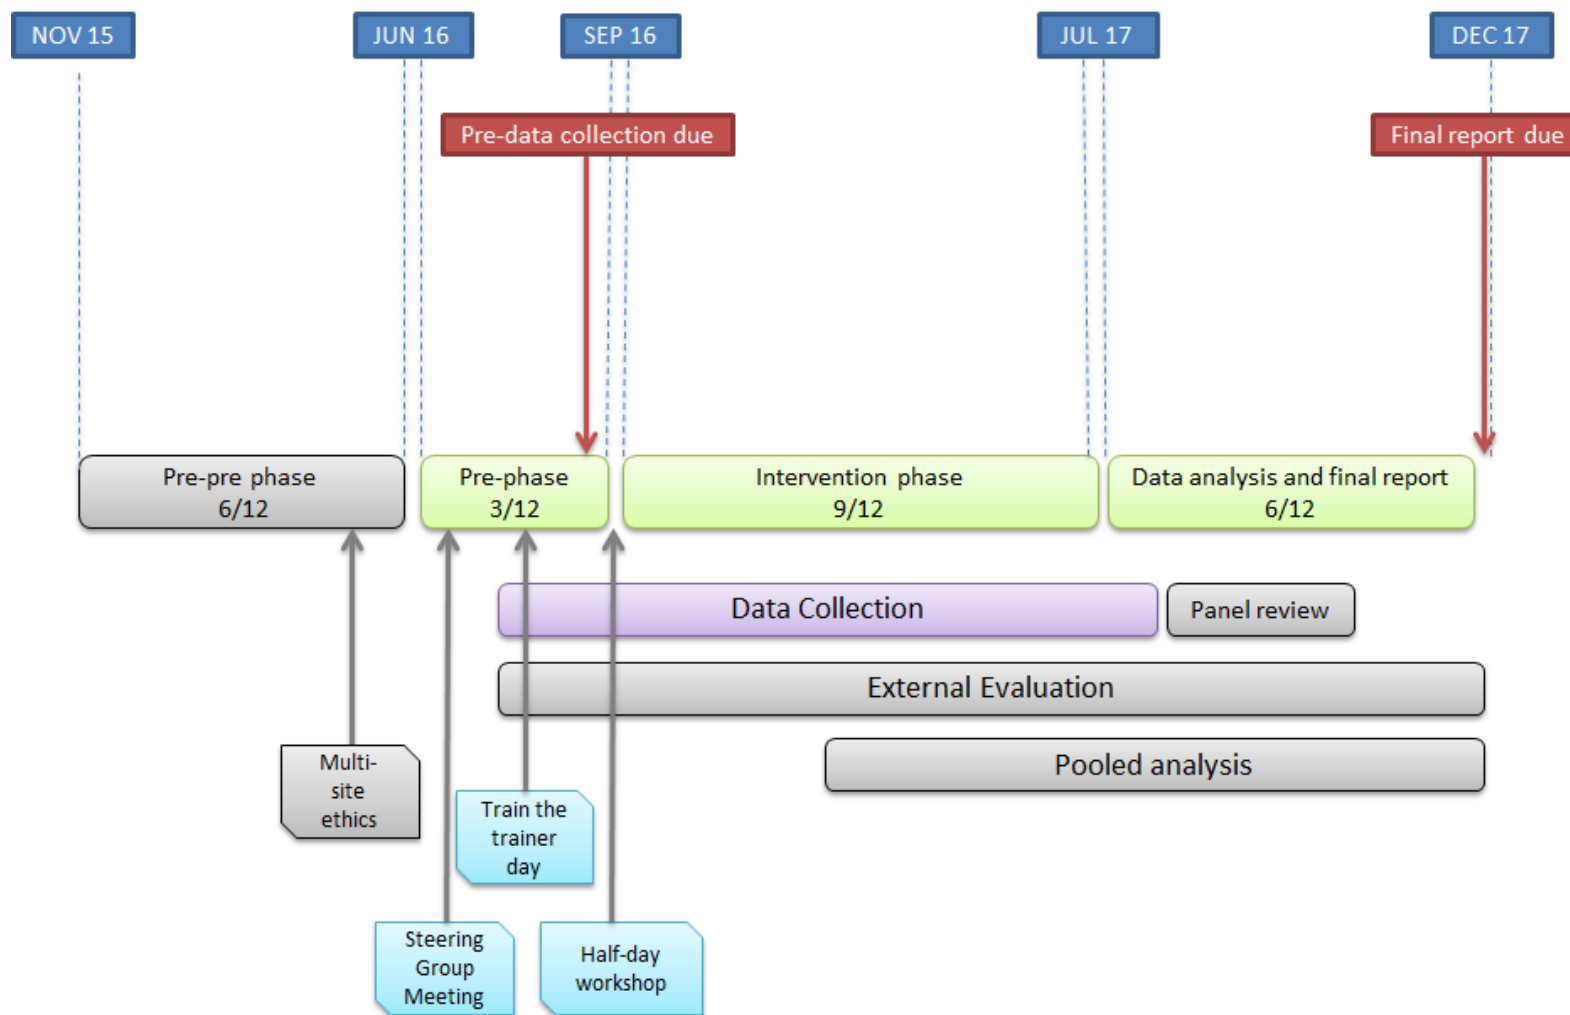 NOV 15
JUN 16
SEP 16
JUL 17
DEC 17
Pre-data collection due
Final report due
Pre-pre phase
6/12
Pre-phase
3/12
Intervention phase
9/12
Data analysis and final report
6/12
Data Collection
Panel review
External Evaluation
Pooled analysis
Multi-
site
ethics
Train the
trainer
day
Steering
Group
Meeting
Half-day
workshop